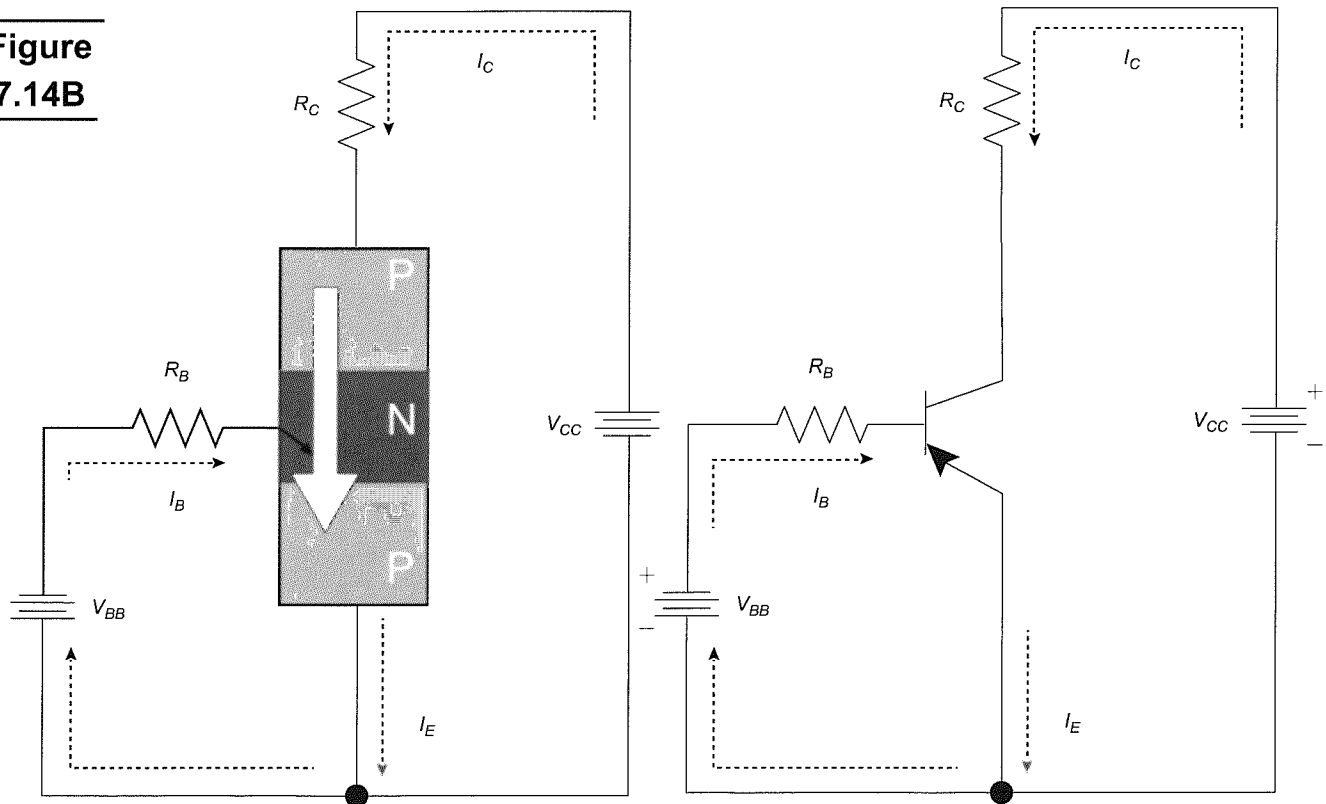 Figure
7.14B
I_C
R_C
P
N
P
R_B
I_B
V_BB
V_CC
I_E
I_C
R_C
R_B
I_B
+
V_BB
−
V_CC
+
−
I_E